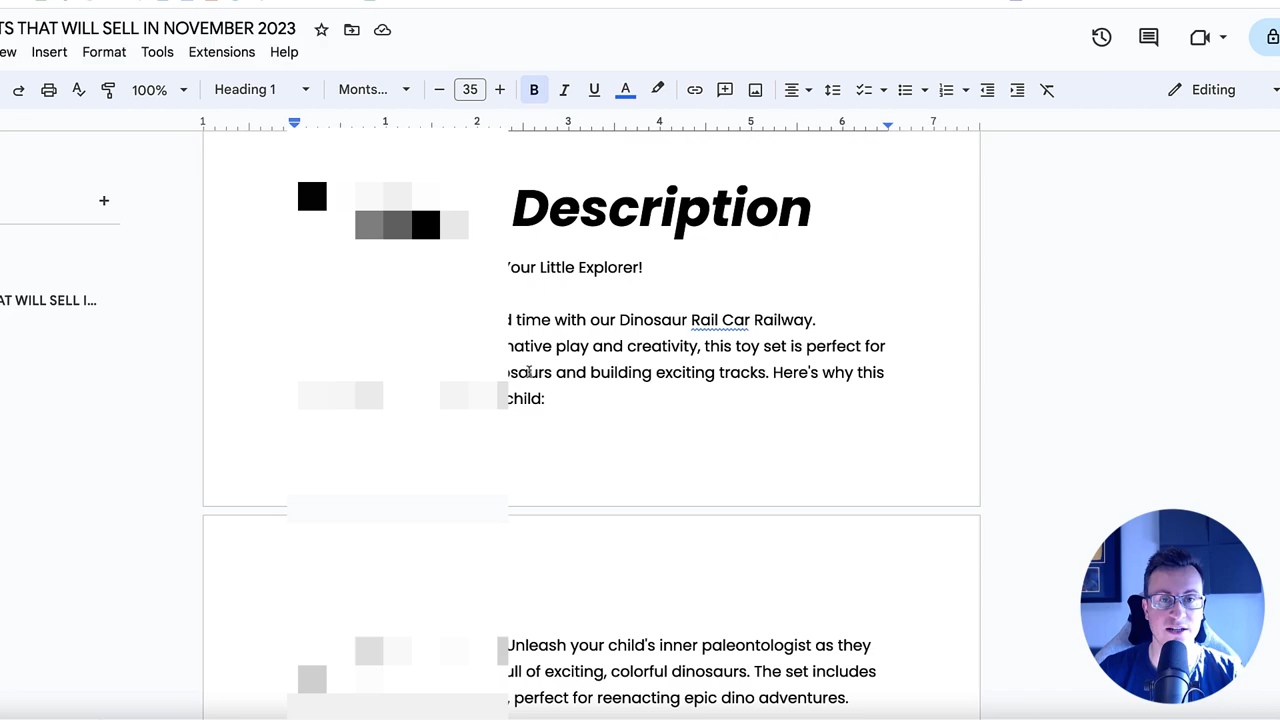 TS THAT WILL SELL IN NOVEMBER 2023
ew Insert Format Tools Extensions Help
100% Heading 1 Monts... − 35 + B I U A Editing
1 1 2 3 4 5 6 7
Description
Your Little Explorer!
AT WILL SELL I...
d time with our Dinosaur Rail Car Railway.
native play and creativity, this toy set is perfect for
osours and building exciting tracks. Here's why this
child:
Unleash your child's inner paleontologist as they
ull of exciting, colorful dinosaurs. The set includes
, perfect for reenacting epic dino adventures.